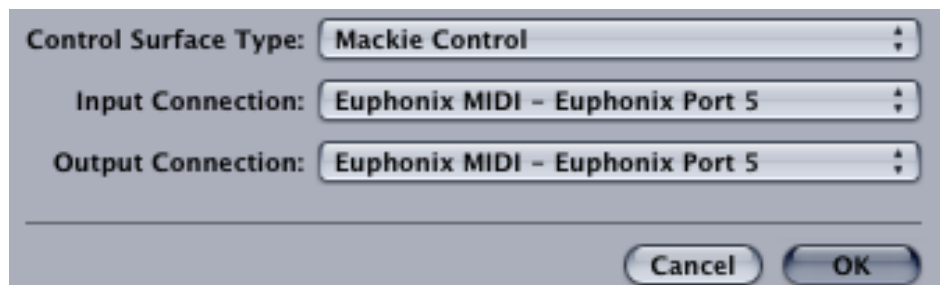 Control Surface Type: Mackie Control
Input Connection: Euphonix MIDI – Euphonix Port 5
Output Connection: Euphonix MIDI – Euphonix Port 5
Cancel OK